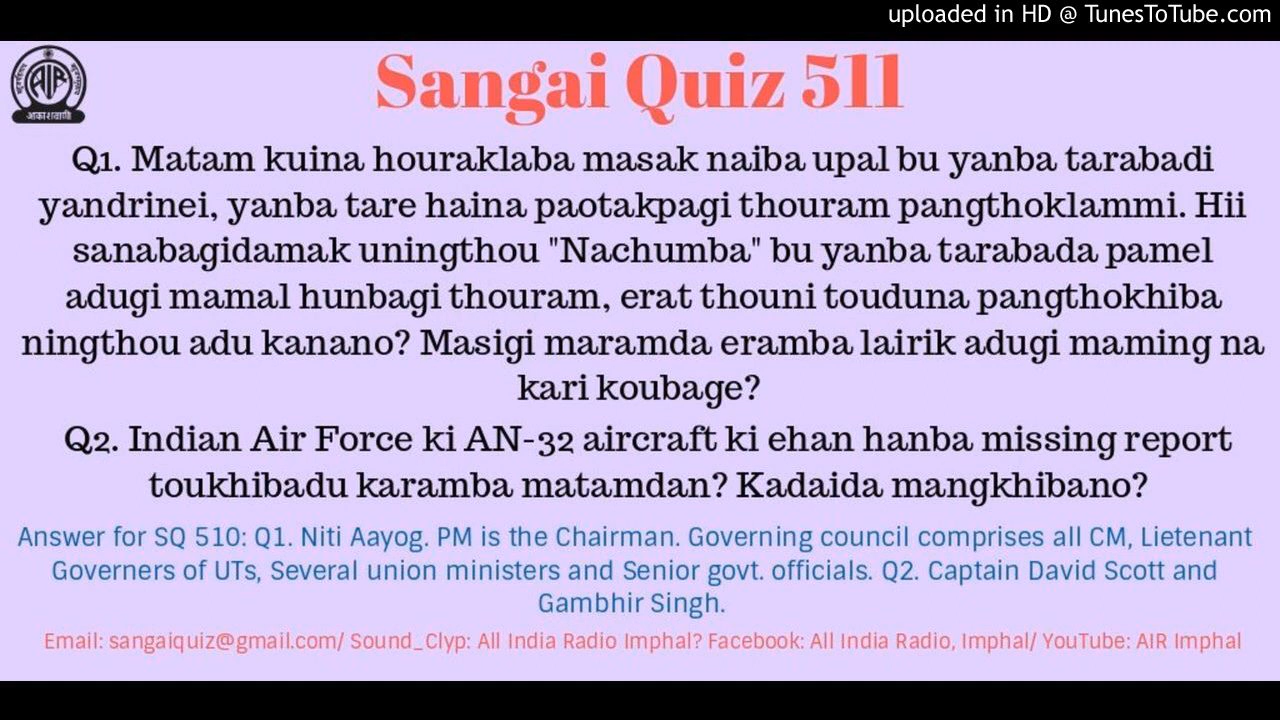 uploaded in HD @ TunesToTube.com
Sangai Quiz 511
आकाशवाणी
Q1. Matam kuina houraklaba masak naiba upal bu yanba tarabadi
yandrinei, yanba tare haina paotakpagi thouram pangthoklammi. Hii
sanabagidamak uningthou "Nachumba" bu yanba tarabada pamel
adugi mamal hunbagi thouram, erat thouni touduna pangthokhiba
ningthou adu kanano? Masigi maramda eramba lairik adugi maming na
kari koubage?
Q2. Indian Air Force ki AN-32 aircraft ki ehan hanba missing report
toukhibadu karamba matamdan? Kadaida mangkhibano?
Answer for SQ 510: Q1. Niti Aayog. PM is the Chairman. Governing council comprises all CM, Lietenant
Governers of UTs, Several union ministers and Senior govt. officials. Q2. Captain David Scott and
Gambhir Singh.
Email: sangaiquiz@gmail.com/ Sound_Clyp: All India Radio Imphal? Facebook: All India Radio, Imphal/ YouTube: AIR Imphal